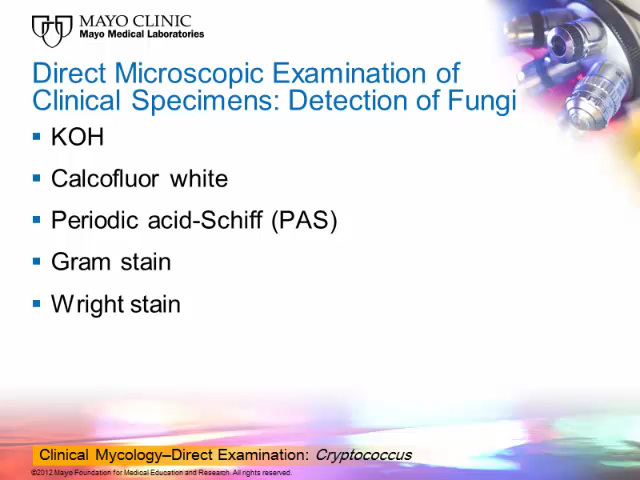 MAYO CLINIC
Mayo Medical Laboratories
Direct Microscopic Examination of
Clinical Specimens: Detection of Fungi
KOH
Calcofluor white
Periodic acid-Schiff (PAS)
Gram stain
Wright stain
Clinical Mycology–Direct Examination: Cryptococcus
©2012 Mayo Foundation for Medical Education and Research. All rights reserved.